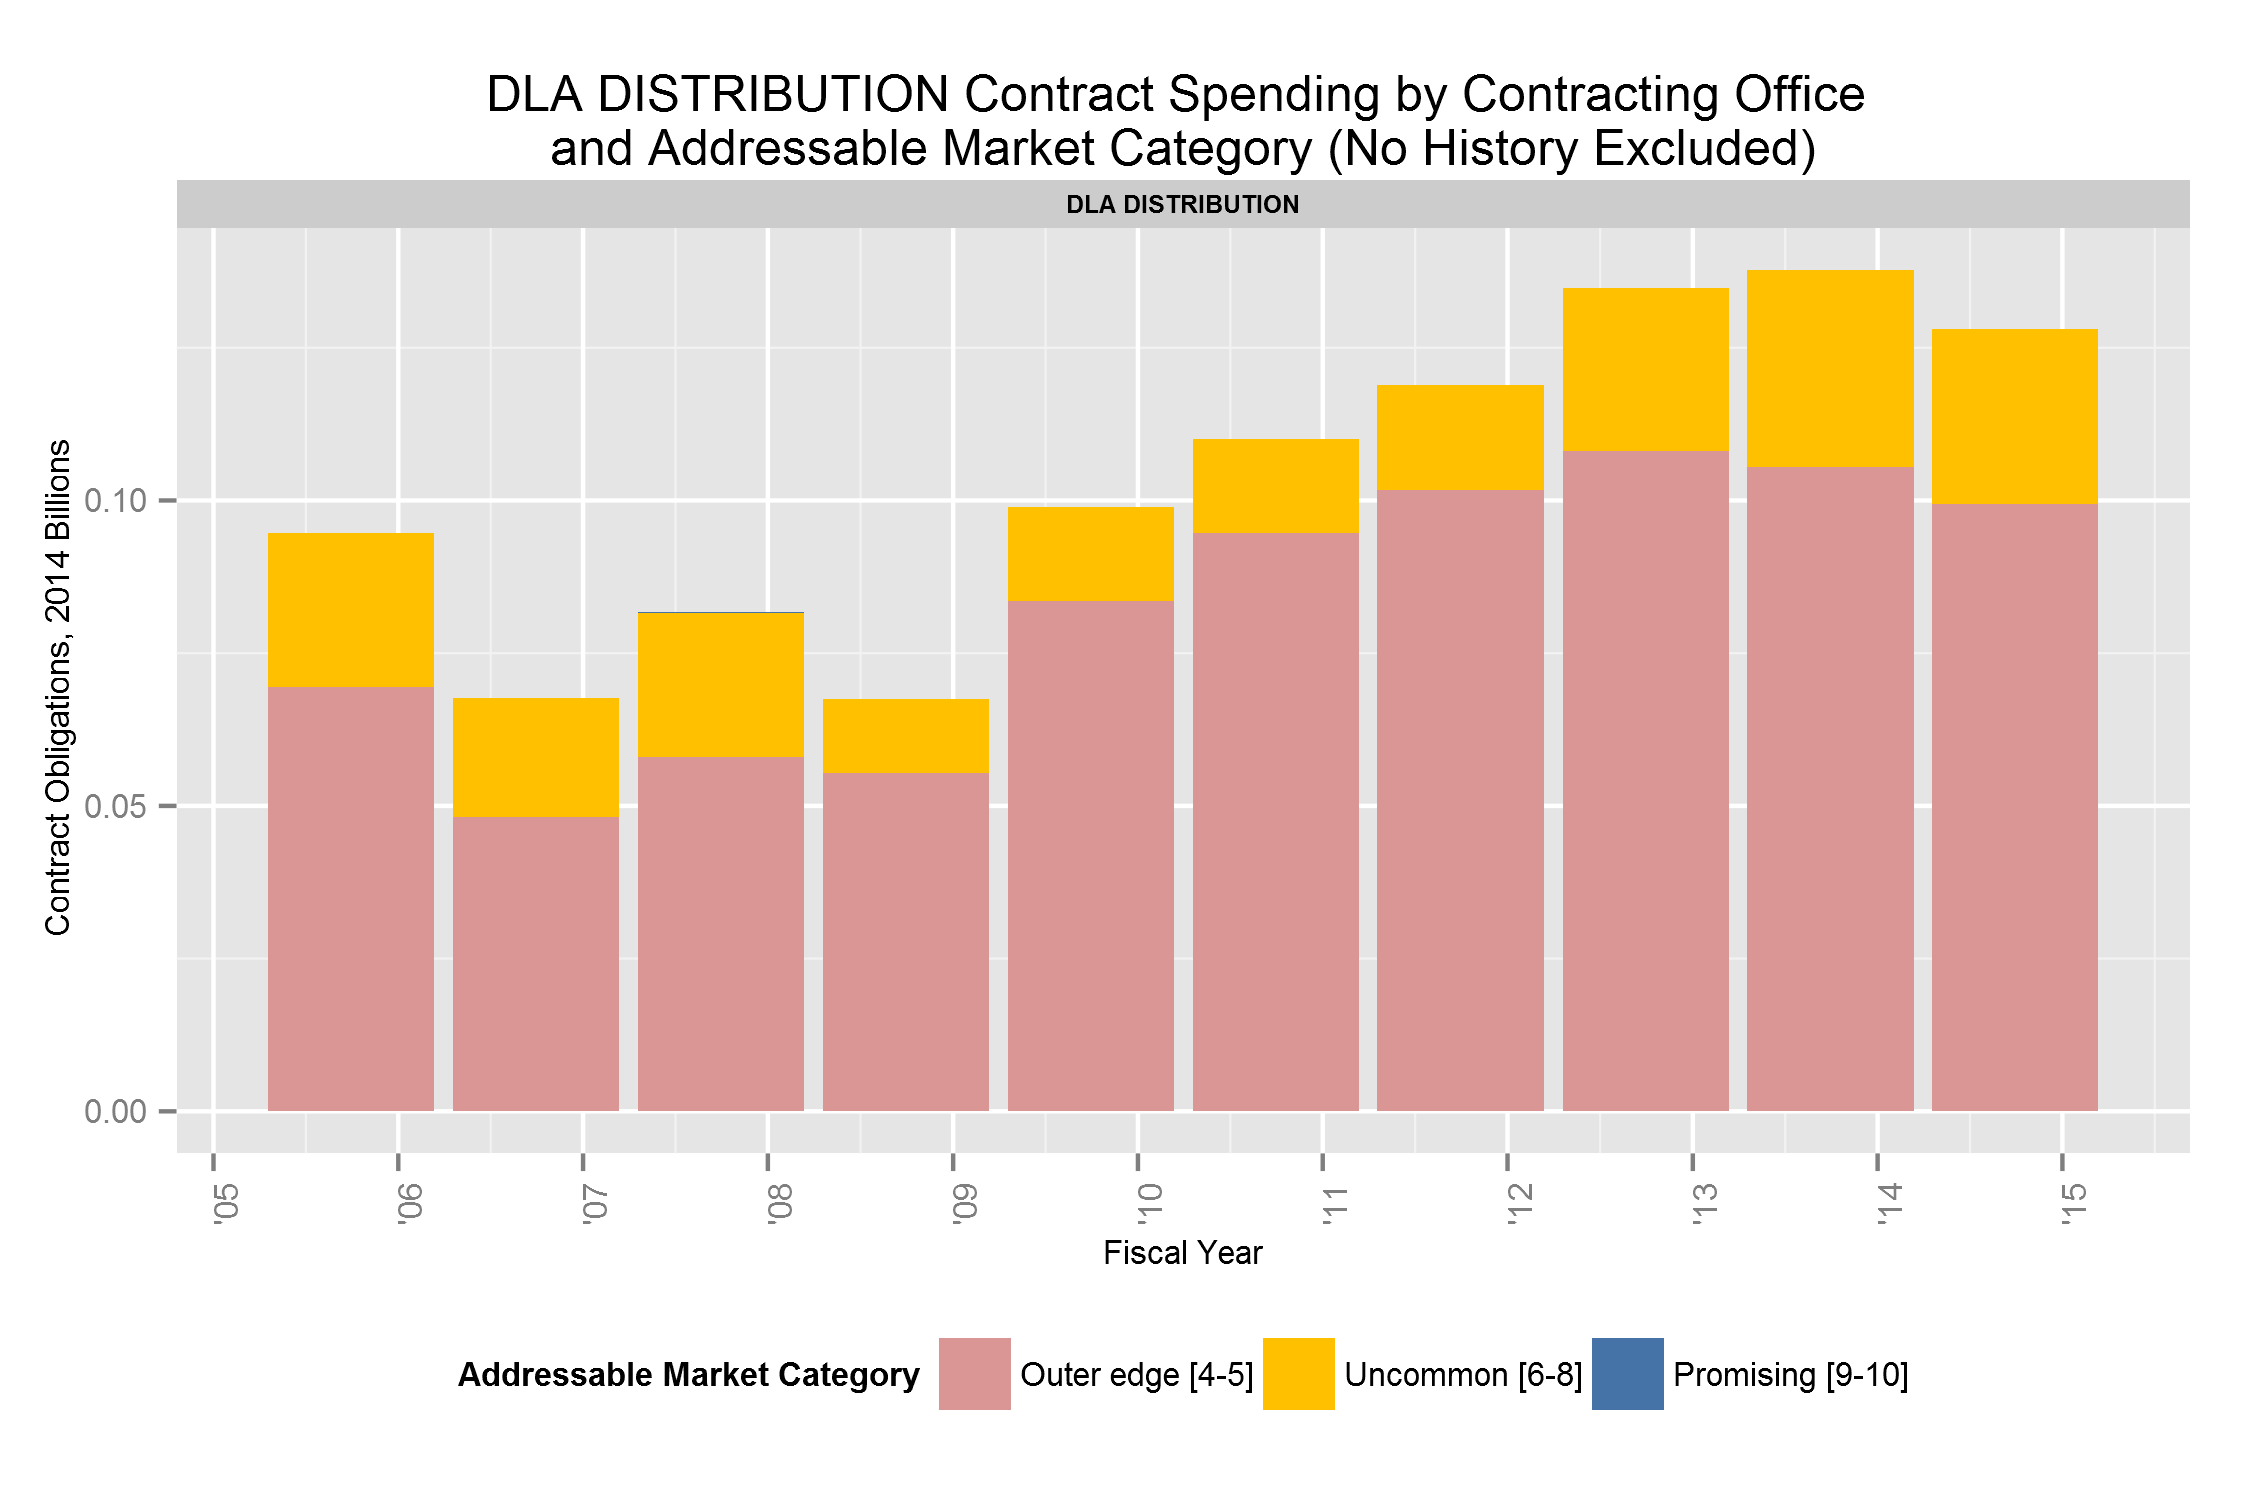 DLA DISTRIBUTION Contract Spending by Contracting Office
and Addressable Market Category (No History Excluded)
DLA DISTRIBUTION
Contract Obligations, 2014 Billions
0.10
0.05
0.00
'05 '06 '07 '08 '09 '10 '11 '12 '13 '14 '15
Fiscal Year
Addressable Market Category Outer edge [4-5] Uncommon [6-8] Promising [9-10]